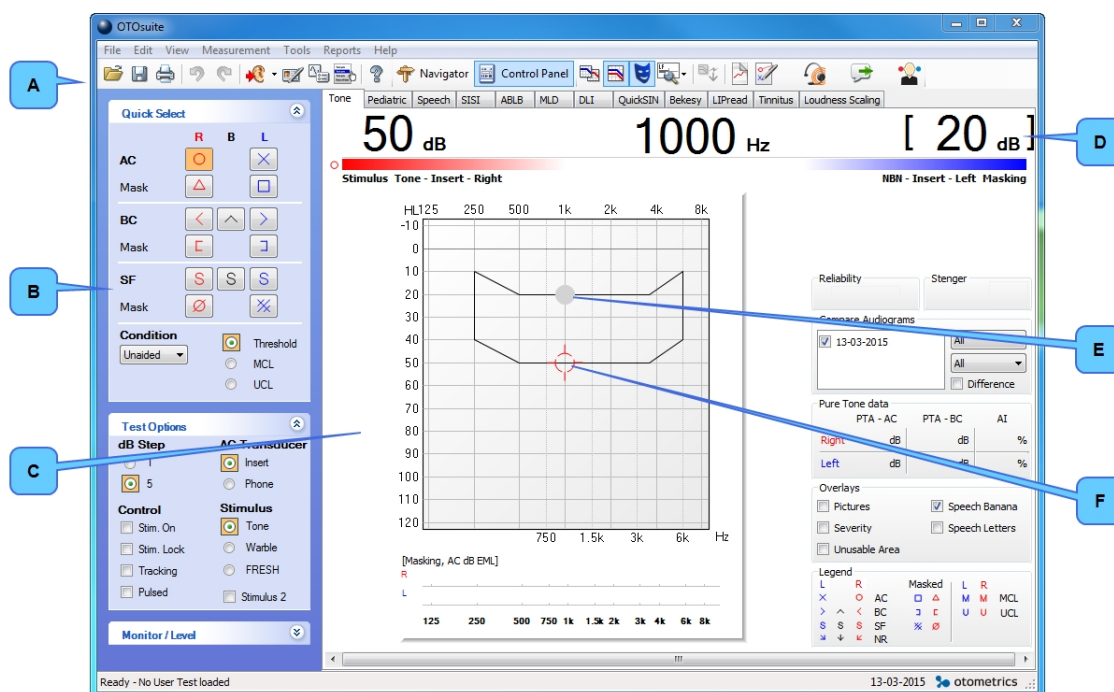 OTOsuite
File Edit View Measurement Tools Reports Help
A
Navigator Control Panel
Tone Pediatric Speech SISI ABLB MLD DLI QuickSIN Bekesy LIPread Tinnitus Loudness Scaling
Quick Select
R B L
AC
Mask
BC
Mask
SF S S S
Mask
B
Condition
Unaided
Threshold
MCL
UCL
Test Options
dB Step AC Transducer
1 Insert
5 Phone
C
Control Stimulus
Stim. On Tone
Stim. Lock Warble
Tracking FRESH
Pulsed Stimulus 2
Monitor / Level
50 dB 1000 Hz [ 20 dB ]
D
Stimulus Tone - Insert - Right NBN - Insert - Left Masking
HL 125 250 500 1k 2k 4k 8k
-10
0
10
20
30
40
50
60
70
80
90
100
110
120
750 1.5k 3k 6k Hz
[Masking, AC dB EML]
R
L
125 250 500 750 1k 1.5k 2k 3k 4k 6k 8k
Reliability Stenger
Compare Audiograms
13-03-2015 All
All
Difference
E
Pure Tone data
PTA - AC PTA - BC AI
Right dB dB %
Left dB dB %
F
Overlays
Pictures Speech Banana
Severity Speech Letters
Unusable Area
Legend
L R Masked L R
AC M M MCL
BC U U UCL
S S S SF
NR
Ready - No User Test loaded 13-03-2015 otometrics